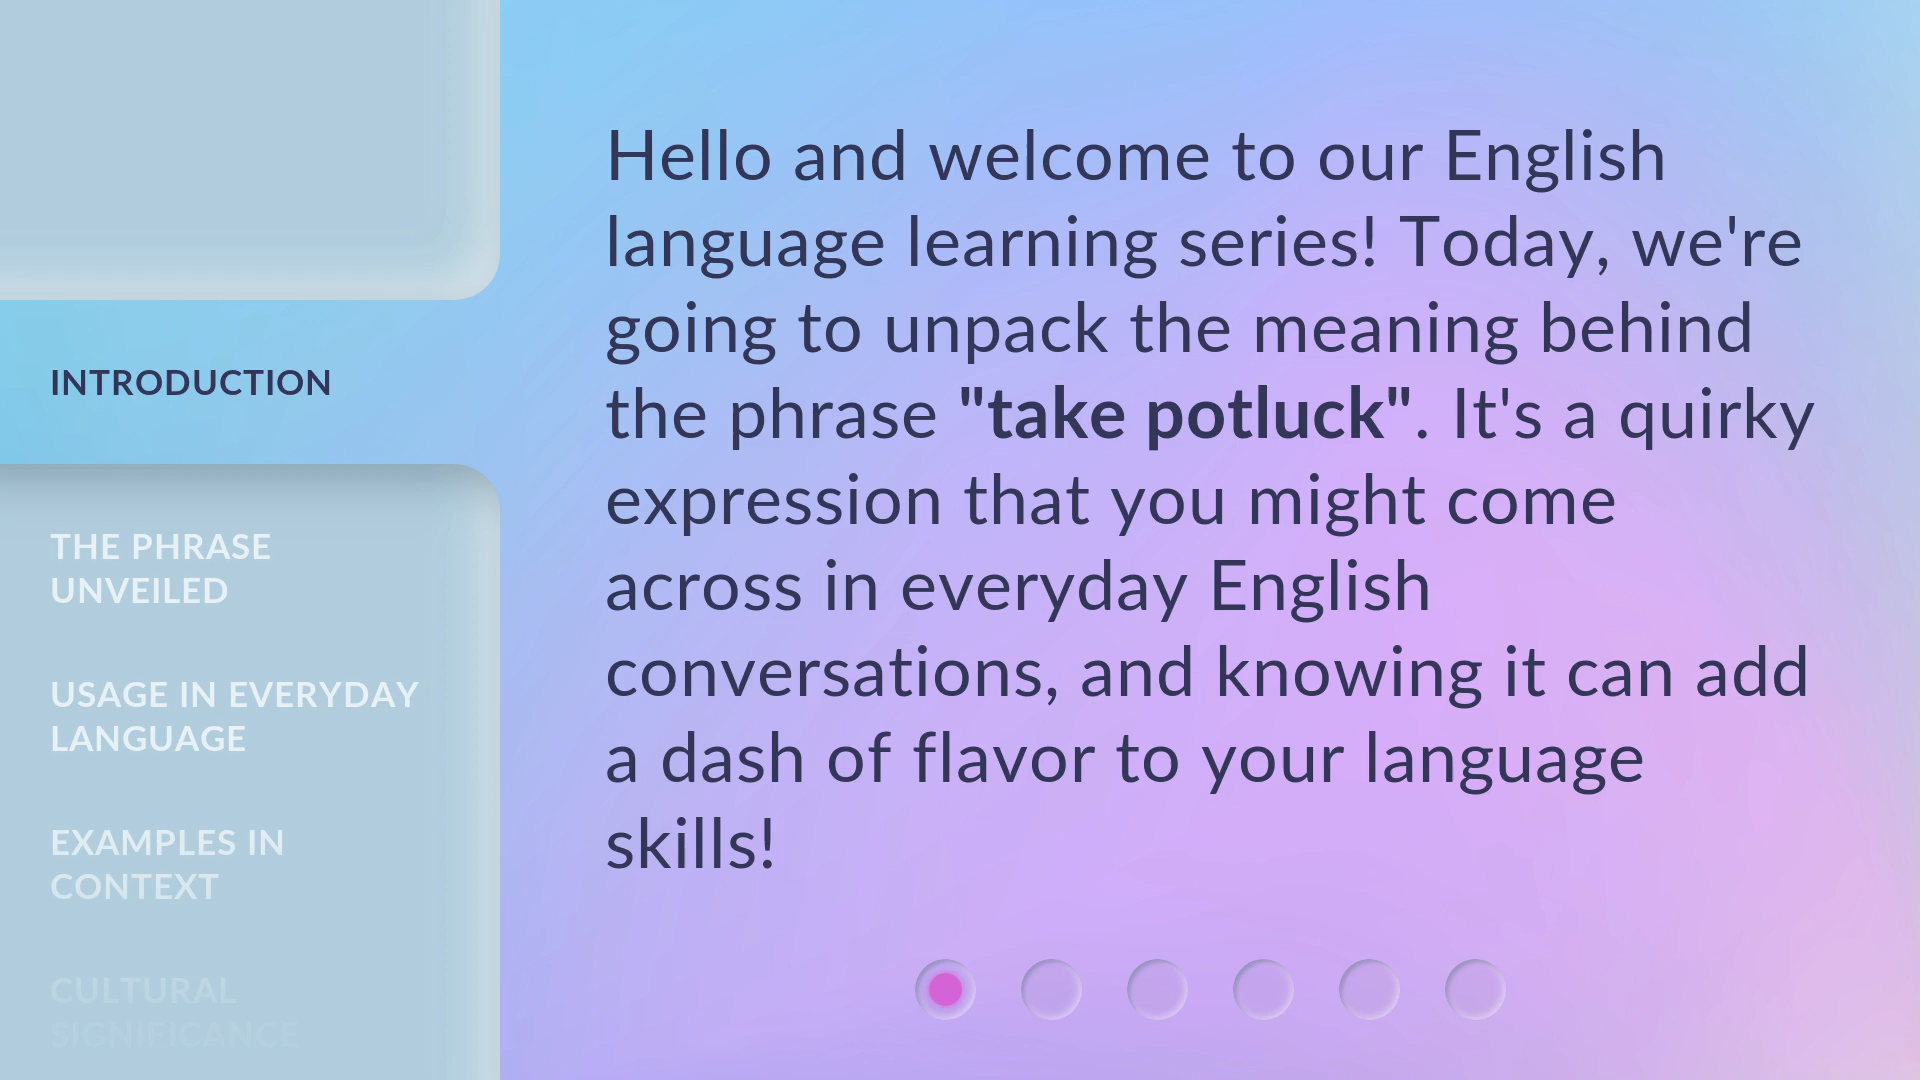 INTRODUCTION
THE PHRASE
UNVEILED
USAGE IN EVERYDAY
LANGUAGE
EXAMPLES IN
CONTEXT
CULTURAL
SIGNIFICANCE
Hello and welcome to our English
language learning series! Today, we're
going to unpack the meaning behind
the phrase "take potluck". It's a quirky
expression that you might come
across in everyday English
conversations, and knowing it can add
a dash of flavor to your language
skills!